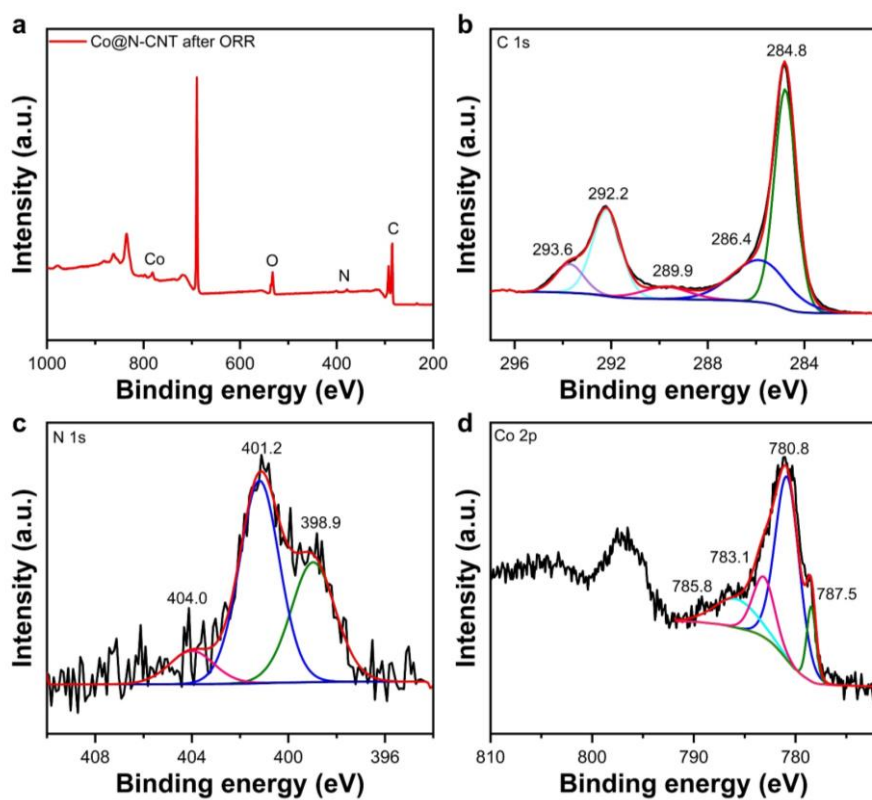 a
Co@N-CNT after ORR
Co
O
N
C
Intensity (a.u.)
1000
800
600
400
200
Binding energy (eV)
b
C 1s
284.8
292.2
293.6
286.4
289.9
Intensity (a.u.)
296
292
288
284
Binding energy (eV)
c
N 1s
401.2
398.9
404.0
Intensity (a.u.)
408
404
400
396
Binding energy (eV)
d
Co 2p
780.8
783.1
785.8
787.5
Intensity (a.u.)
810
800
790
780
Binding energy (eV)